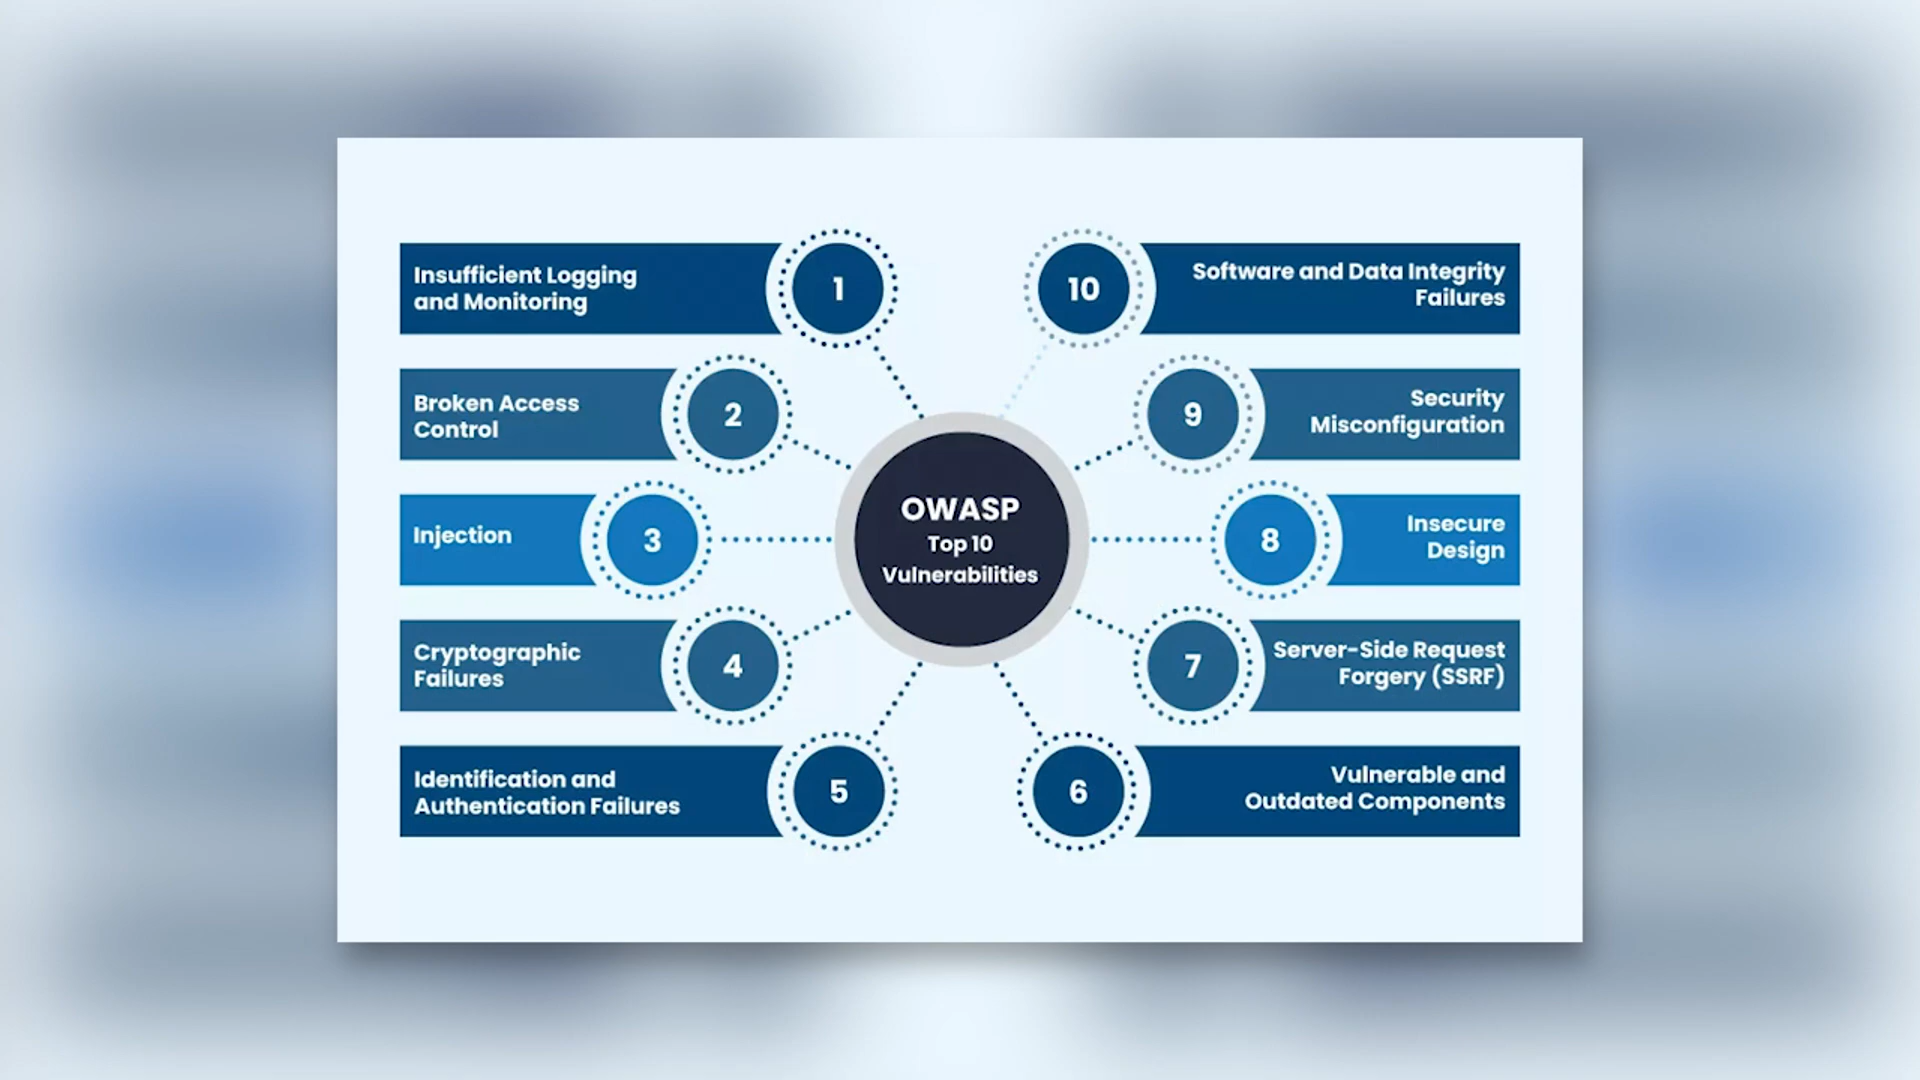 Insufficient Logging
and Monitoring
1
Broken Access
Control
2
Injection
3
Cryptographic
Failures
4
Identification and
Authentication Failures
5
OWASP
Top 10
Vulnerabilities
10
Software and Data Integrity
Failures
9
Security
Misconfiguration
8
Insecure
Design
7
Server-Side Request
Forgery (SSRF)
6
Vulnerable and
Outdated Components